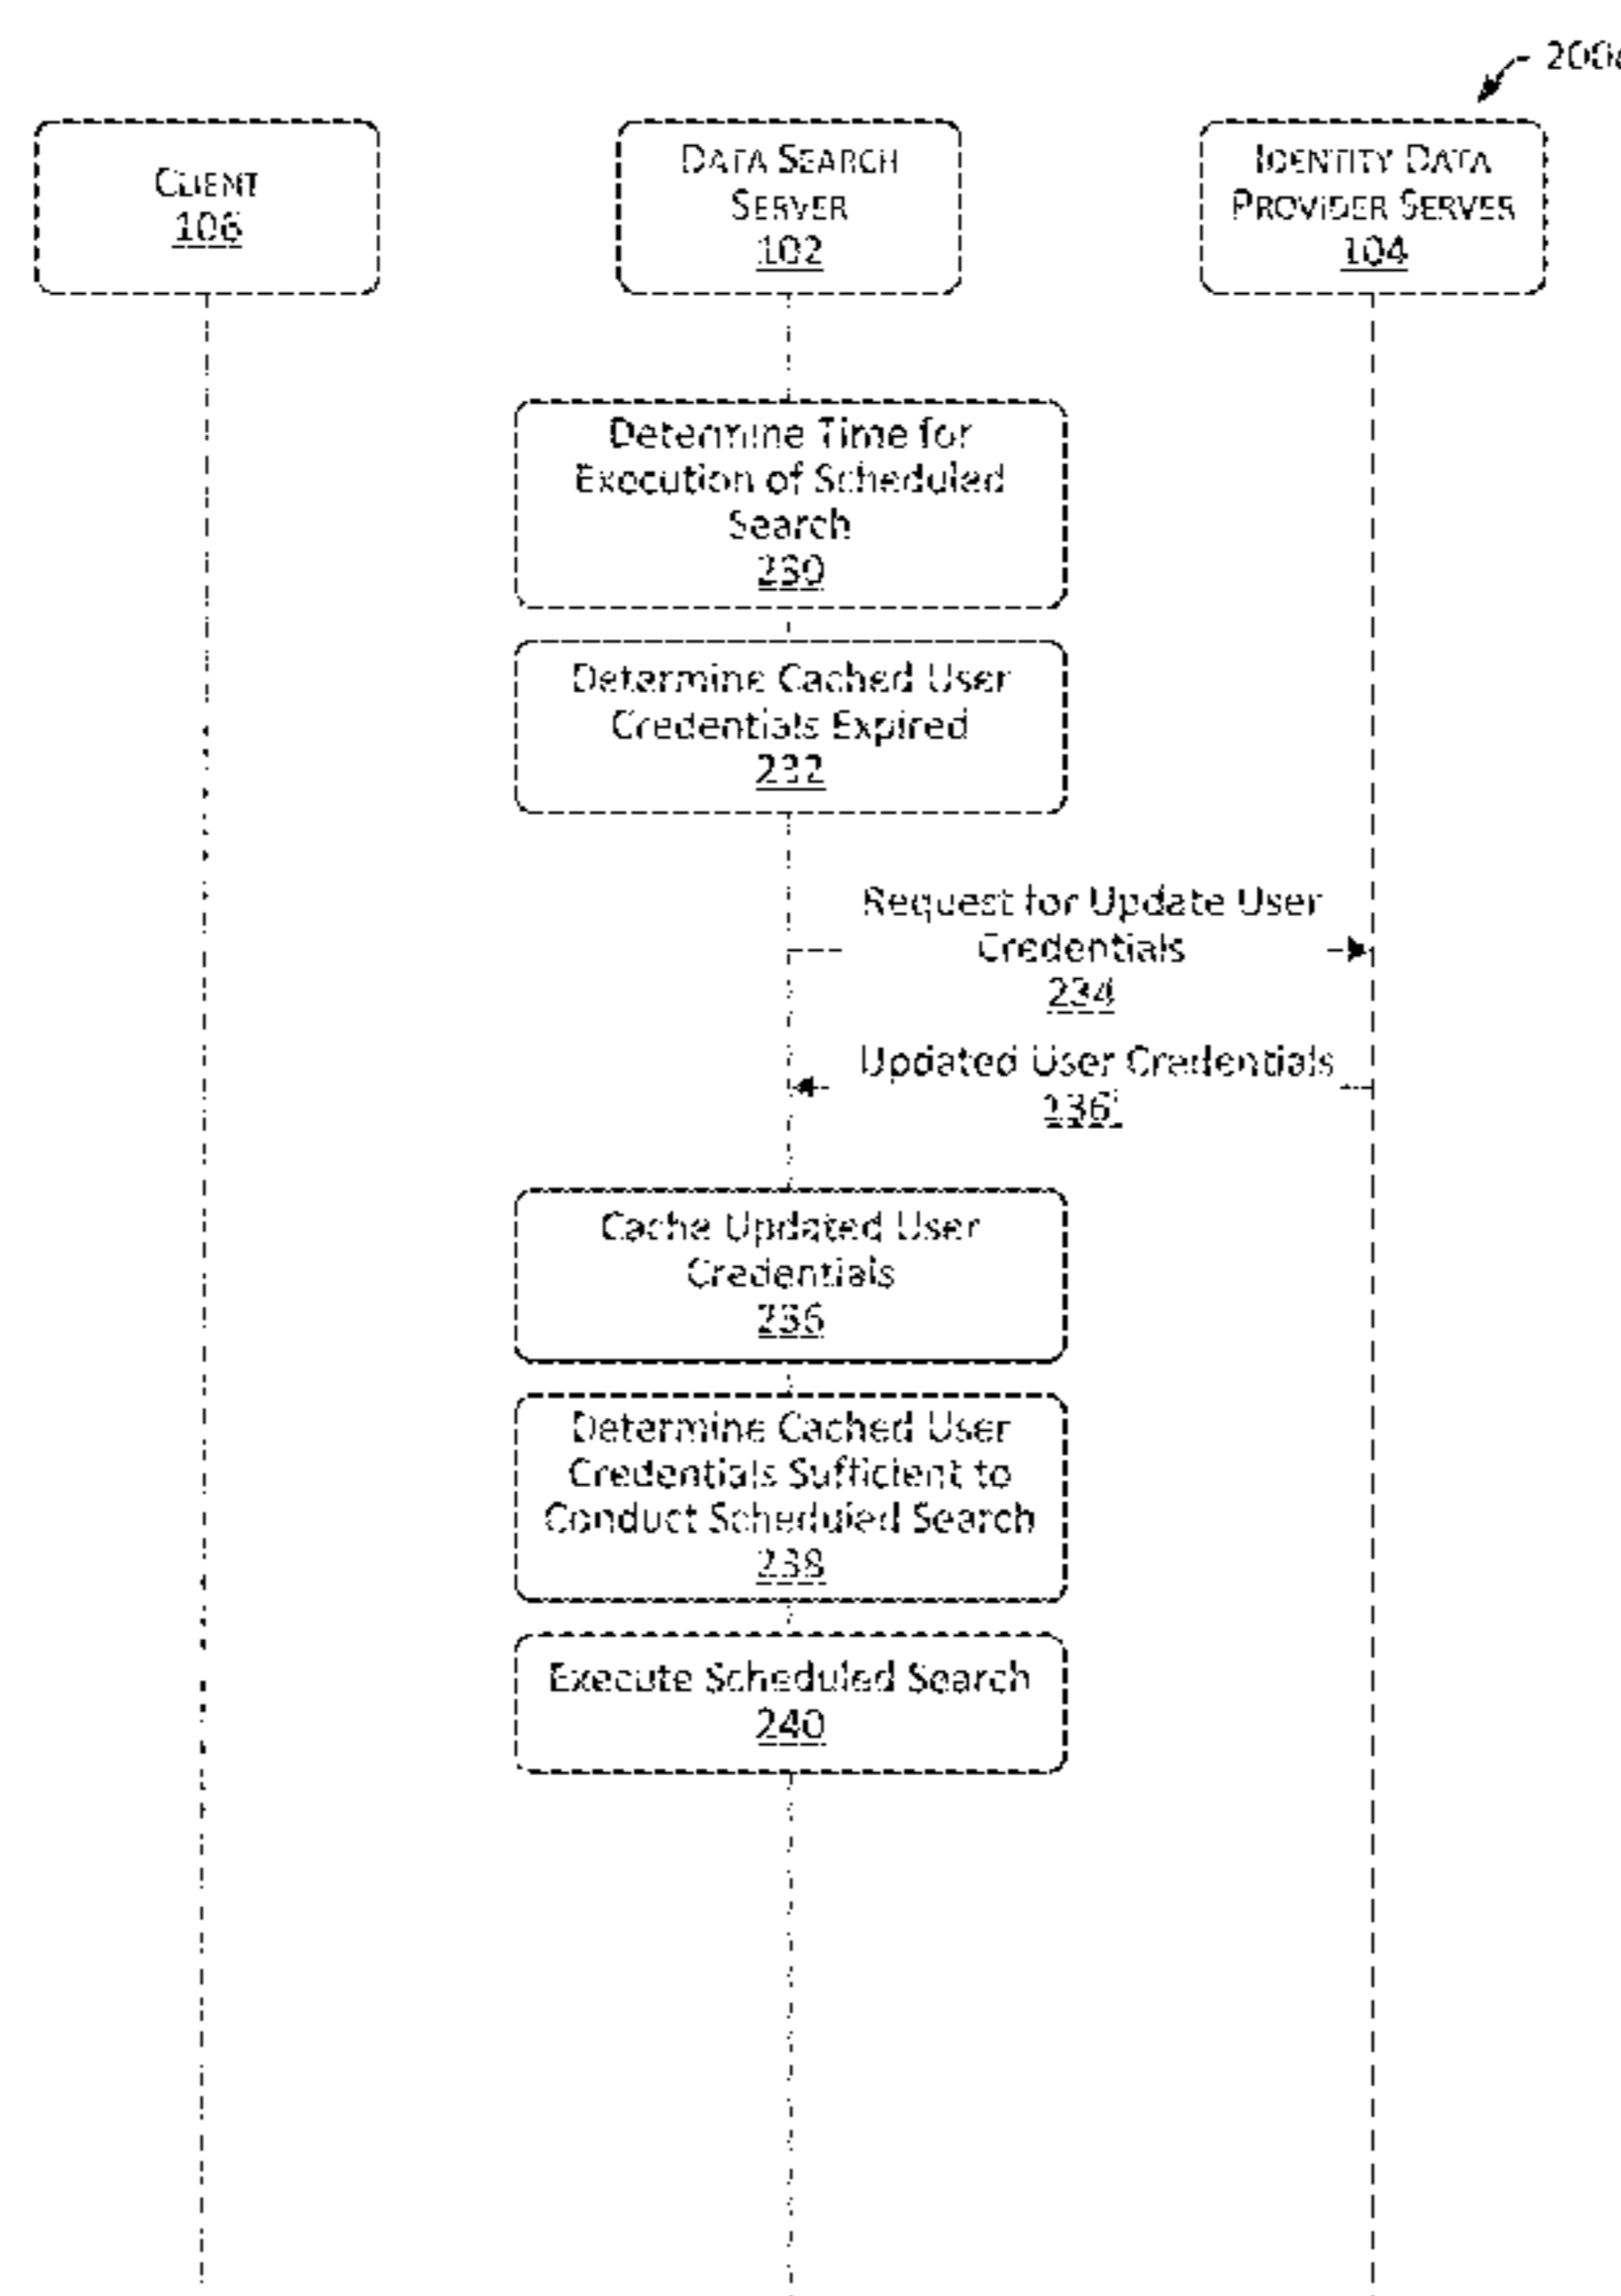 CLIENT
106
DATA SEARCH
SERVER
102
IDENTITY DATA
PROVIDER SERVER
104
Determine Time for
Execution of Scheduled
Search
230
Determine Cached User
Credentials Expired
232
Request for Update User
Credentials
234
Updated User Credentials
136'
Cache Updated User
Credentials
236
Determine Cached User
Credentials Sufficient to
Conduct Scheduled Search
238
Execute Scheduled Search
240